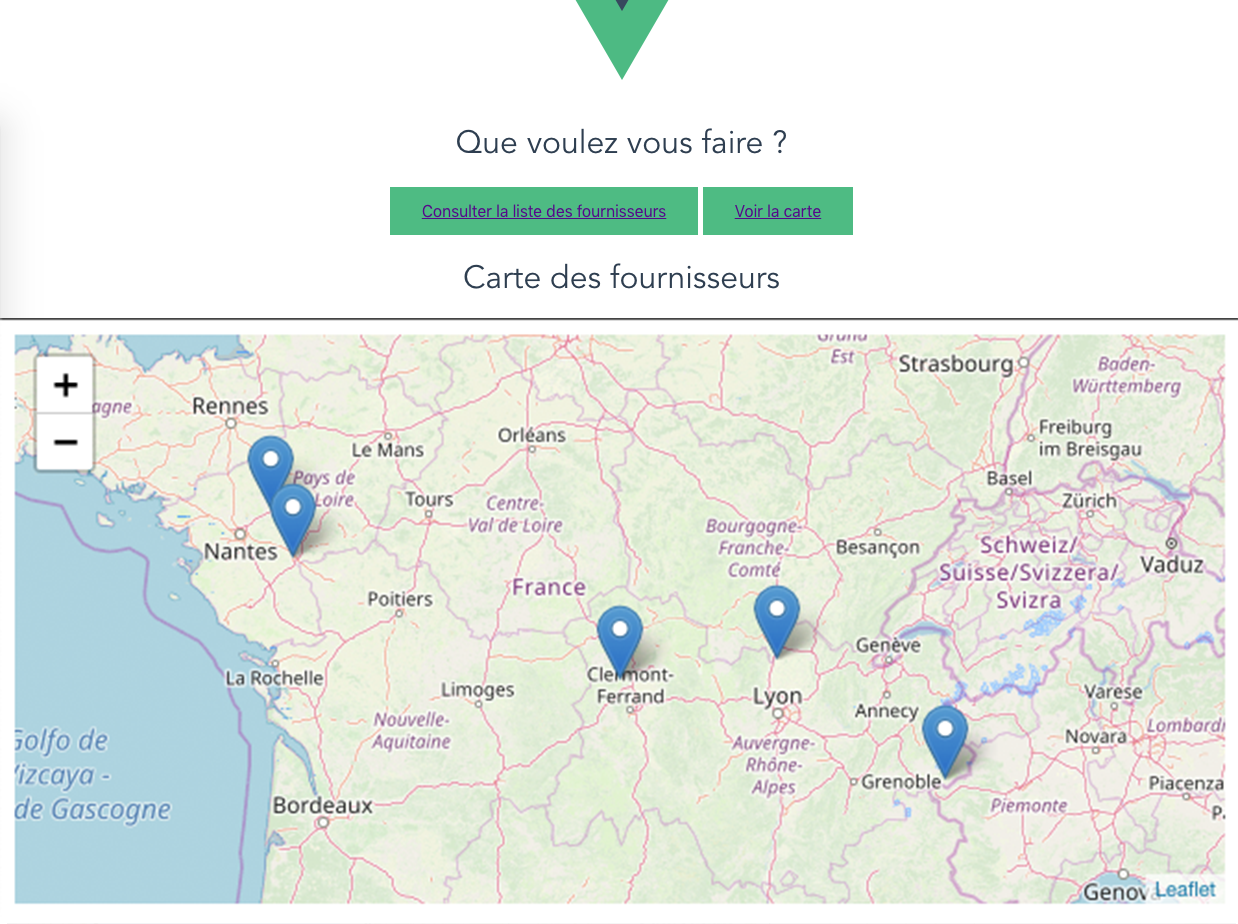 Que voulez vous faire ?
Consulter la liste des fournisseurs Voir la carte
Carte des fournisseurs
+
−
Grand
Est
Strasbourg
Baden-
Württemberg
agne
Rennes
Le Mans
Orléans
Freiburg
im Breisgau
Pays de
Loire
Tours
Centre-
Val de Loire
Basel
Zürich
Nantes
Bourgogne-
Franche-
Comté
Besançon
Schweiz/
Suisse/Svizzera/
Svizra
Vaduz
France
Poitiers
Genève
La Rochelle
Limoges
Clermont-
Ferrand
Lyon
Annecy
Varese
Nouvelle-
Aquitaine
Auvergne-
Rhône-
Alpes
Novara
Lombardi
Golfo de
Vizcaya -
de Gascogne
Grenoble
Piacenza
Bordeaux
Piemonte
P
Genov
Leaflet